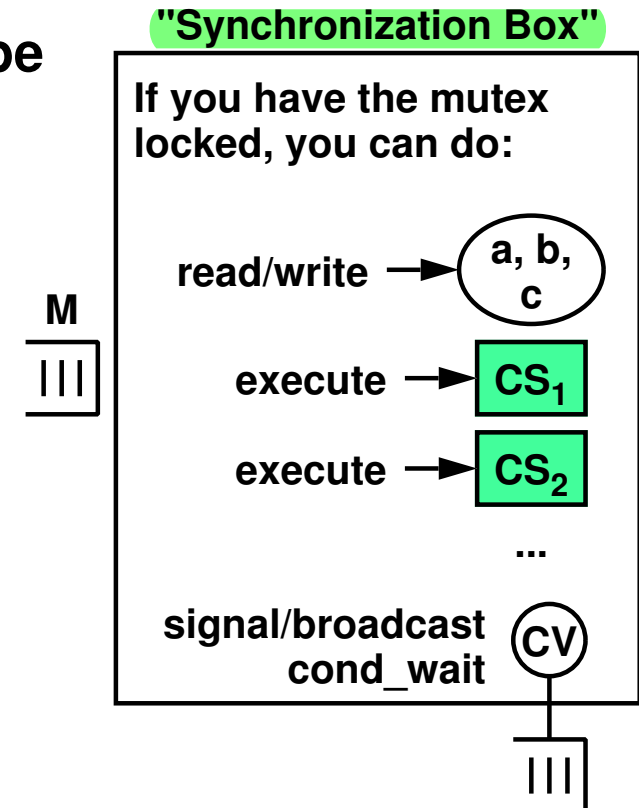 "Synchronization Box"
If you have the mutex
locked, you can do:
read/write
a, b,
c
M
execute
CS₁
execute
CS₂
...
signal/broadcast
cond_wait
CV